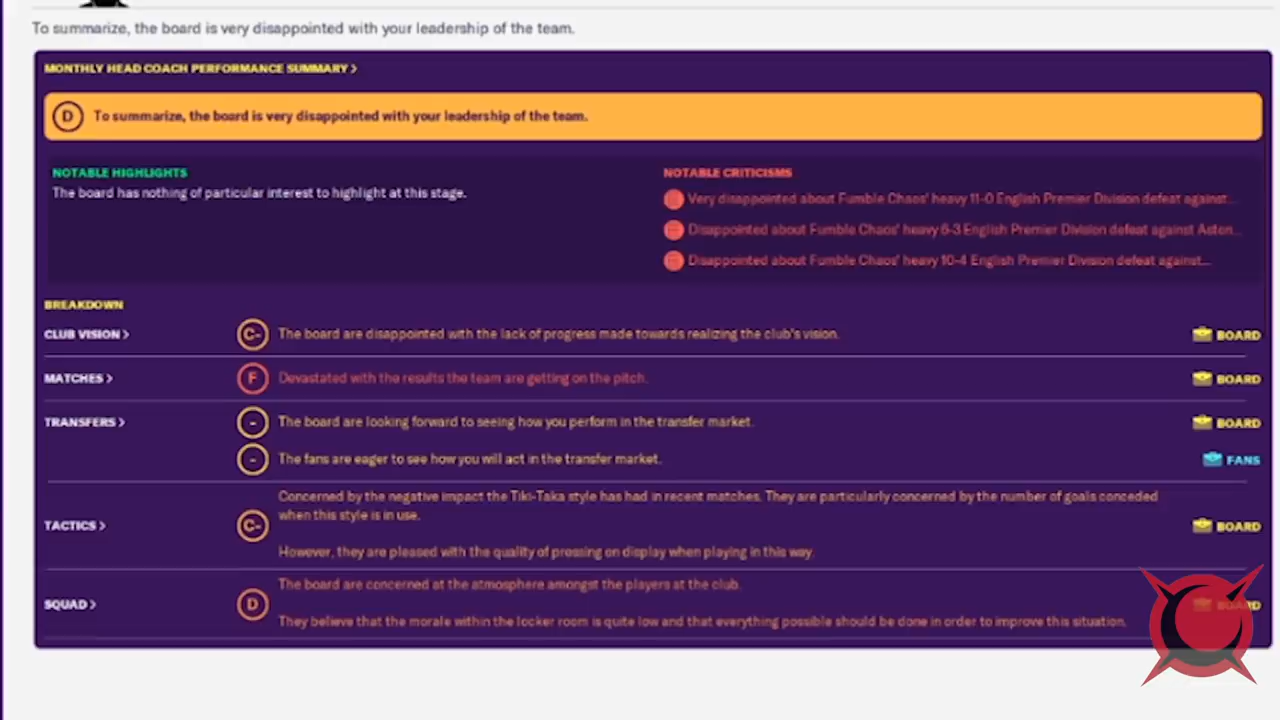 To summarize, the board is very disappointed with your leadership of the team.
MONTHLY HEAD COACH PERFORMANCE SUMMARY >
D To summarize, the board is very disappointed with your leadership of the team.
NOTABLE HIGHLIGHTS
The board has nothing of particular interest to highlight at this stage.
NOTABLE CRITICISMS
Very disappointed about Fumble Chaos' heavy 11-0 English Premier Division defeat against...
Disappointed about Fumble Chaos' heavy 6-3 English Premier Division defeat against Aston...
Disappointed about Fumble Chaos' heavy 10-4 English Premier Division defeat against...
BREAKDOWN
CLUB VISION > C- The board are disappointed with the lack of progress made towards realizing the club's vision. BOARD
MATCHES > F Devastated with the results the team are getting on the pitch. BOARD
TRANSFERS > - The board are looking forward to seeing how you perform in the transfer market. BOARD
- The fans are eager to see how you will act in the transfer market. FANS
Concerned by the negative impact the Tiki-Taka style has had in recent matches. They are particularly concerned by the number of goals conceded
when this style is in use.
TACTICS > C- BOARD
However, they are pleased with the quality of pressing on display when playing in this way.
The board are concerned at the atmosphere amongst the players at the club.
SQUAD > D BOARD
They believe that the morale within the locker room is quite low and that everything possible should be done in order to improve this situation.